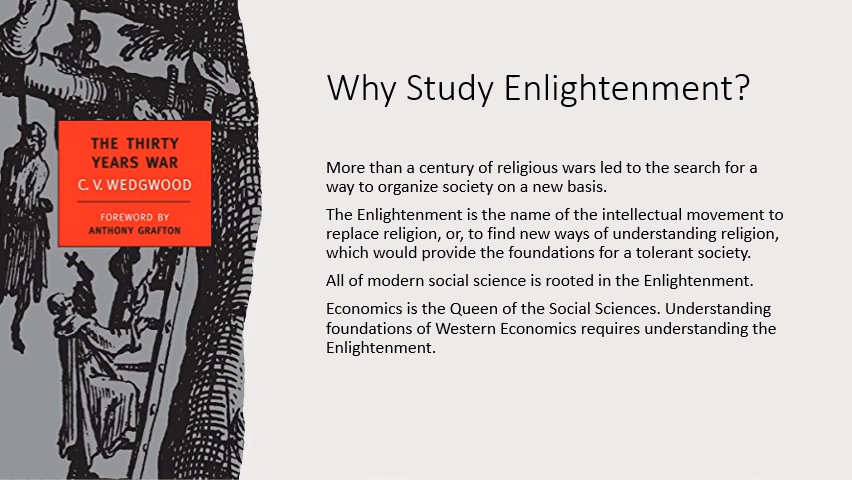 THE THIRTY
YEARS WAR
C. V. WEDGWOOD
FOREWORD BY
ANTHONY GRAFTON
Why Study Enlightenment?
More than a century of religious wars led to the search for a
way to organize society on a new basis.
The Enlightenment is the name of the intellectual movement to
replace religion, or, to find new ways of understanding religion,
which would provide the foundations for a tolerant society.
All of modern social science is rooted in the Enlightenment.
Economics is the Queen of the Social Sciences. Understanding
foundations of Western Economics requires understanding the
Enlightenment.